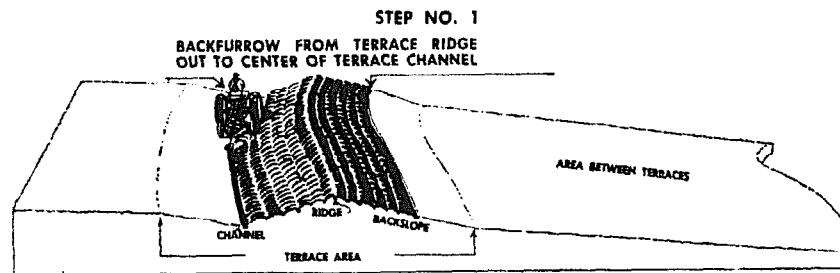 STEP NO. 1
BACKFURROW FROM TERRACE RIDGE
OUT TO CENTER OF TERRACE CHANNEL
AREA BETWEEN TERRACES
CHANNEL
RIDGE
BACKSLOPE
TERRACE AREA